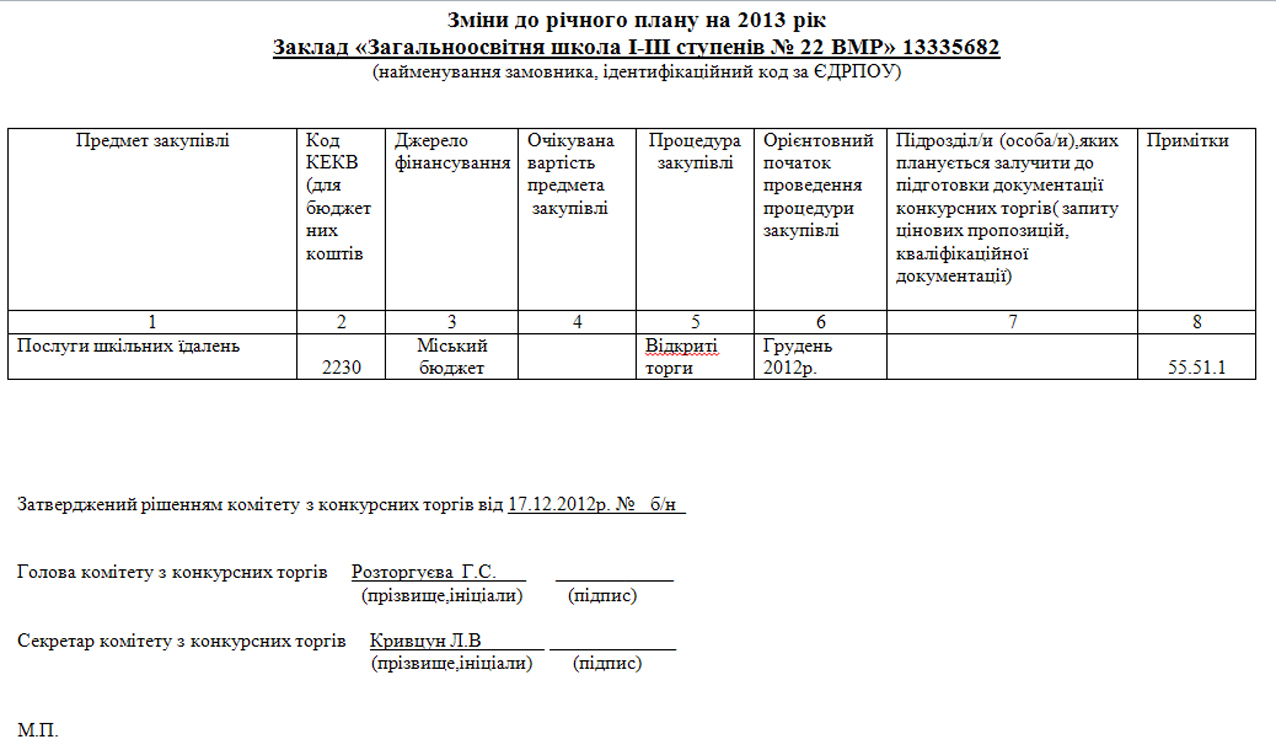 Зміни до річного плану на 2013 рік
Заклад «Загальноосвітня школа І-ІІІ ступенів № 22 ВМР» 13335682
(найменування замовника, ідентифікаційний код за ЄДРПОУ)
Предмет закупівлі
Код
КЕКВ
(для
бюджет
них
коштів
Джерело
фінансування
Очікувана
вартість
предмета
закупівлі
Процедура
закупівлі
Орієнтовний
початок
проведення
процедури
закупівлі
Підрозділ/и (особа/и),яких
планується залучити до
підготовки документації
конкурсних торгів( запиту
цінових пропозицій,
кваліфікаційної
документації)
Примітки
1 2 3 4 5 6 7 8
Послуги шкільних їдалень
2230
Міський
бюджет
Відкриті
торги
Грудень
2012р.
55.51.1
Затверджений рішенням комітету з конкурсних торгів від 17.12.2012р. № б/н
Голова комітету з конкурсних торгів Розторгуєва Г.С.
(прізвище,ініціали) (підпис)
Секретар комітету з конкурсних торгів Кривцун Л.В
(прізвище,ініціали) (підпис)
М.П.